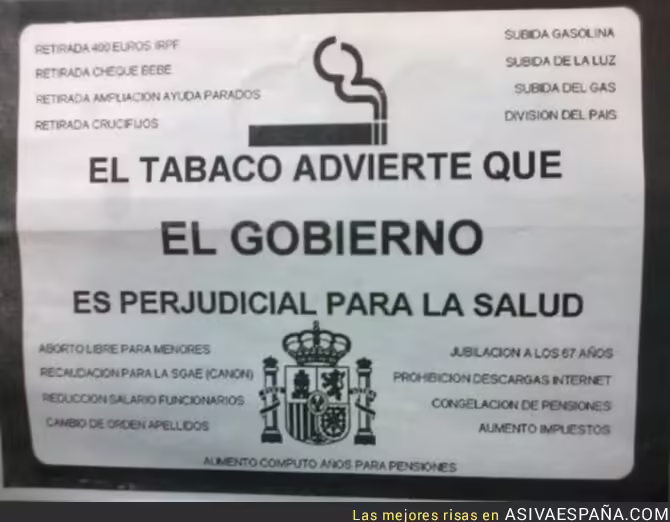 RETIRADA 400 EUROS IRPF
RETIRADA CHEQUE BEBE
RETIRADA AMPLIACION AYUDA PARADOS
RETIRADA CRUCIFIJOS
SUBIDA GASOLINA
SUBIDA DE LA LUZ
SUBIDA DEL GAS
DIVISION DEL PAIS
EL TABACO ADVIERTE QUE
EL GOBIERNO
ES PERJUDICIAL PARA LA SALUD
ABORTO LIBRE PARA MENORES
RECAUDACION PARA LA SGAE (CANON)
REDUCCION SALARIO FUNCIONARIOS
CAMBIO DE ORDEN APELLIDOS
JUBILACION A LOS 67 AÑOS
PROHIBICION DESCARGAS INTERNET
CONGELACION DE PENSIONES
AUMENTO IMPUESTOS
AUMENTO COMPUTO AÑOS PARA PENSIONES
Las mejores risas en ASIVAESPAÑA.COM